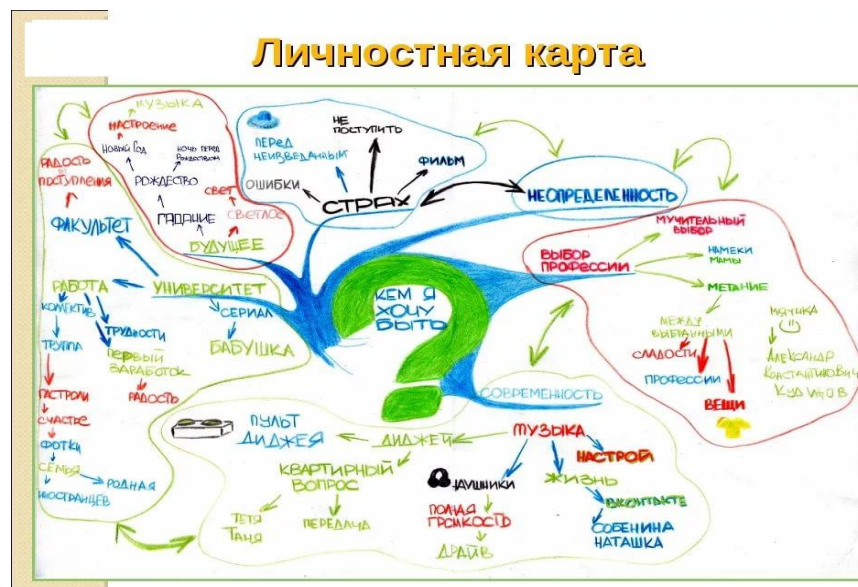 Личностная карта
МУЗЫКА
НАСТРОЕНИЕ
НОВЫЙ ГОД
НОЧЬ ПЕРЕД
РОЖДЕСТВОМ
РОЖДЕСТВО
ГАДАНИЕ
СВЕТ
СВЕТЛОЕ
БУДУЩЕЕ
ПЕРЕД
НЕИЗВЕДАННЫМ
НЕ
ПОСТУПИТЬ
ФИЛЬМ
ОШИБКИ
СТРАХ
НЕОПРЕДЕЛЕННОСТЬ
РАДОСТЬ
ПОСТУПЛЕНИЯ
ФАКУЛЬТЕТ
РАБОТА
УНИВЕРСИТЕТ
КОЛЕКТИВ
ТРУДНОСТИ
ТРУППА
ПЕРВЫЙ
ЗАРАБОТОК
ГАСТРОЛИ
РАДОСТЬ
СЧАСТЬЕ
ФОТКИ
СЕМЬЯ
РОДНАЯ
ИНОСТРАНЦЕВ
СЕРИАЛ
БАБУШКА
КЕМ Я
ХОЧУ
БЫТЬ
ВЫБОР
ПРОФЕССИИ
МУЧИТЕЛЬНЫЙ
ВЫБОР
НАМЕКИ
МАМЫ
МЕТАНИЕ
МЕЖДУ
ВЫБРАННЫМИ
СЛАДОСТИ
ПРОФЕССИИ
ВЕЩИ
АЛЕКСАНДР
КОНСТАНТИНОВИЧ
СОВРЕМЕННОСТЬ
МУЗЫКА
ДИДЖЕЙ
ПУЛЬТ
ДИДЖЕЯ
КВАРТИРНЫЙ
ВОПРОС
ТЕТЯ
ТАНЯ
ПЕРЕДАЧА
НАУШНИКИ
ПОЛНАЯ
ГРОМКОСТЬ
ДРАЙВ
НАСТРОЙ
ЖИЗНЬ
ВКОНТАКТЕ
СОБЕНИНА
НАТАШКА